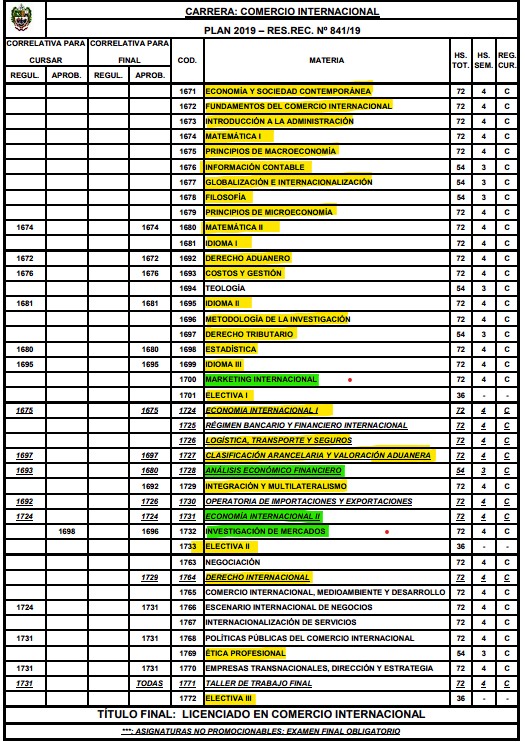 CARRERA: COMERCIO INTERNACIONAL
PLAN 2019 – RES.REC. Nº 841/19
CORRELATIVA PARA CURSAR CORRELATIVA PARA FINAL COD. MATERIA HS. TOT. HS. SEM. REG. CUR.
REGUL. APROB. REGUL. APROB.
1671 ECONOMÍA Y SOCIEDAD CONTEMPORÁNEA 72 4 C
1672 FUNDAMENTOS DEL COMERCIO INTERNACIONAL 72 4 C
1673 INTRODUCCIÓN A LA ADMINISTRACIÓN 72 4 C
1674 MATEMÁTICA I 72 4 C
1675 PRINCIPIOS DE MACROECONOMÍA 72 4 C
1676 INFORMACIÓN CONTABLE 54 3 C
1677 GLOBALIZACIÓN E INTERNACIONALIZACIÓN 54 3 C
1678 FILOSOFÍA 54 3 C
1679 PRINCIPIOS DE MICROECONOMÍA 72 4 C
1674 1674 1680 MATEMÁTICA II 72 4 C
1681 IDIOMA I 72 4 C
1672 1672 1692 DERECHO ADUANERO 72 4 C
1676 1676 1693 COSTOS Y GESTIÓN 72 4 C
1694 TEOLOGÍA 54 3 C
1681 1681 1695 IDIOMA II 72 4 C
1696 METODOLOGÍA DE LA INVESTIGACIÓN 72 4 C
1697 DERECHO TRIBUTARIO 54 3 C
1680 1680 1698 ESTADÍSTICA 72 4 C
1695 1695 1699 IDIOMA III 72 4 C
1700 MARKETING INTERNACIONAL 72 4 C
1701 ELECTIVA I 36 - -
1675 1675 1724 ECONOMIA INTERNACIONAL I 72 4 C
1725 RÉGIMEN BANCARIO Y FINANCIERO INTERNACIONAL 72 4 C
1726 LOGÍSTICA, TRANSPORTE Y SEGUROS 72 4 C
1697 1697 1727 CLASIFICACIÓN ARANCELARIA Y VALORACIÓN ADUANERA 72 4 C
1693 1680 1728 ANÁLISIS ECONÓMICO FINANCIERO 54 3 C
1692 1729 INTEGRACIÓN Y MULTILATERALISMO 72 4 C
1692 1726 1730 OPERATORIA DE IMPORTACIONES Y EXPORTACIONES 72 4 C
1724 1724 1731 ECONOMÍA INTERNACIONAL II 72 4 C
1698 1696 1732 INVESTIGACIÓN DE MERCADOS 72 4 C
1733 ELECTIVA II 36 - -
1763 NEGOCIACIÓN 72 4 C
1729 1764 DERECHO INTERNACIONAL 72 4 C
1765 COMERCIO INTERNACIONAL, MEDIOAMBIENTE Y DESARROLLO 72 4 C
1724 1731 1766 ESCENARIO INTERNACIONAL DE NEGOCIOS 72 4 C
1767 INTERNACIONALIZACIÓN DE SERVICIOS 72 4 C
1731 1731 1768 POLÍTICAS PÚBLICAS DEL COMERCIO INTERNACIONAL 72 4 C
1769 ÉTICA PROFESIONAL 54 3 C
1731 1731 1770 EMPRESAS TRANSNACIONALES, DIRECCIÓN Y ESTRATEGIA 72 4 C
1731 TODAS 1771 TALLER DE TRABAJO FINAL 72 4 C
1772 ELECTIVA III 36 - -
TÍTULO FINAL: LICENCIADO EN COMERCIO INTERNACIONAL
***: ASIGNATURAS NO PROMOCIONABLES: EXAMEN FINAL OBLIGATORIO